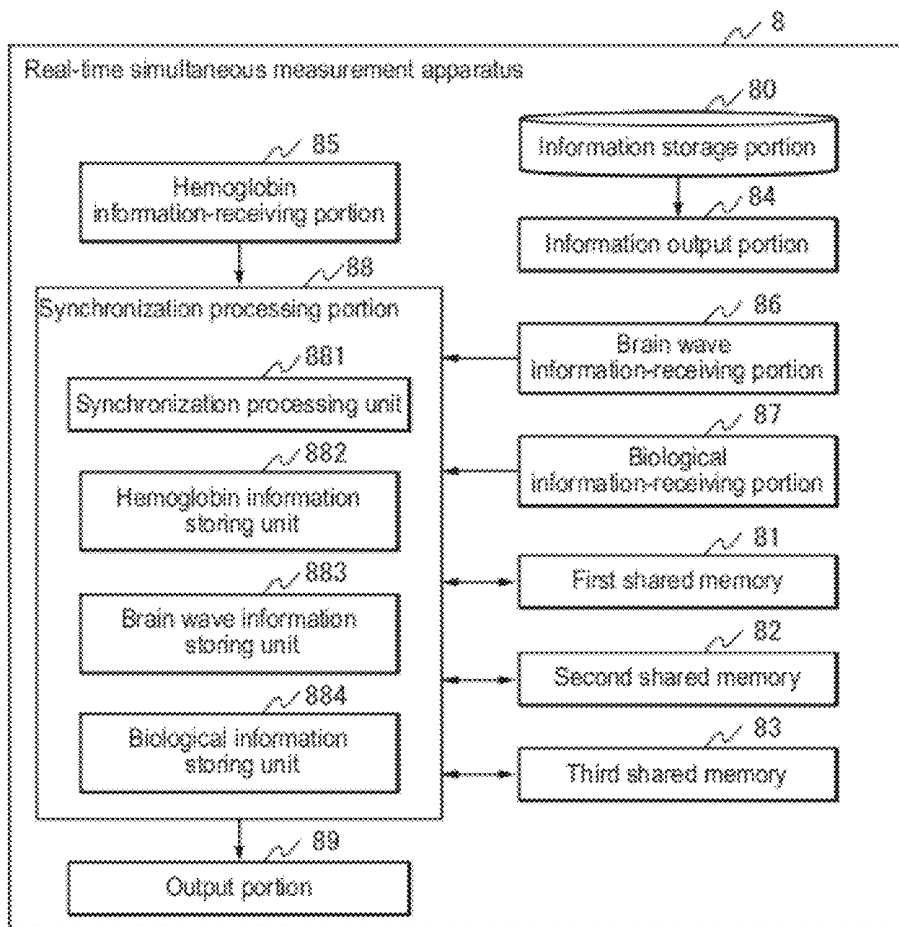 8
Real-time simultaneous measurement apparatus
80
Information storage portion
85
Hemoglobin
information-receiving portion
84
Information output portion
88
Synchronization processing portion
86
Brain wave
information-receiving portion
881
Synchronization processing unit
87
Biological
information-receiving portion
882
Hemoglobin information
storing unit
81
First shared memory
883
Brain wave information
storing unit
82
Second shared memory
884
Biological information
storing unit
83
Third shared memory
89
Output portion